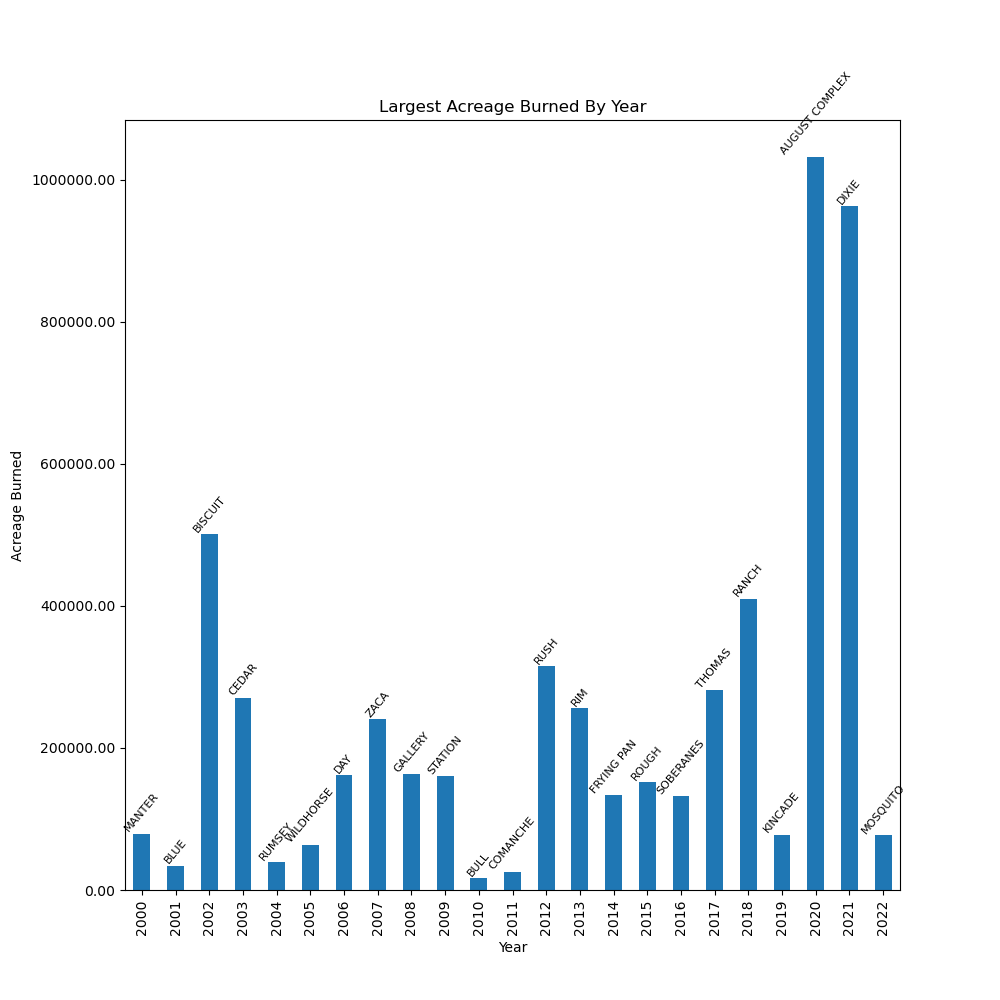 Largest Acreage Burned By Year
Acreage Burned
1000000.00
800000.00
600000.00
400000.00
200000.00
0.00
MANTER
BLUE
BISCUIT
CEDAR
RUMSEY
WILDHORSE
DAY
ZACA
GALLERY
STATION
BULL
COMANCHE
RUSH
RIM
FRYING PAN
ROUGH
SOBERANES
THOMAS
RANCH
KINCADE
AUGUST COMPLEX
DIXIE
MOSQUITO
2000
2001
2002
2003
2004
2005
2006
2007
2008
2009
2010
2011
2012
2013
2014
2015
2016
2017
2018
2019
2020
2021
2022
Year